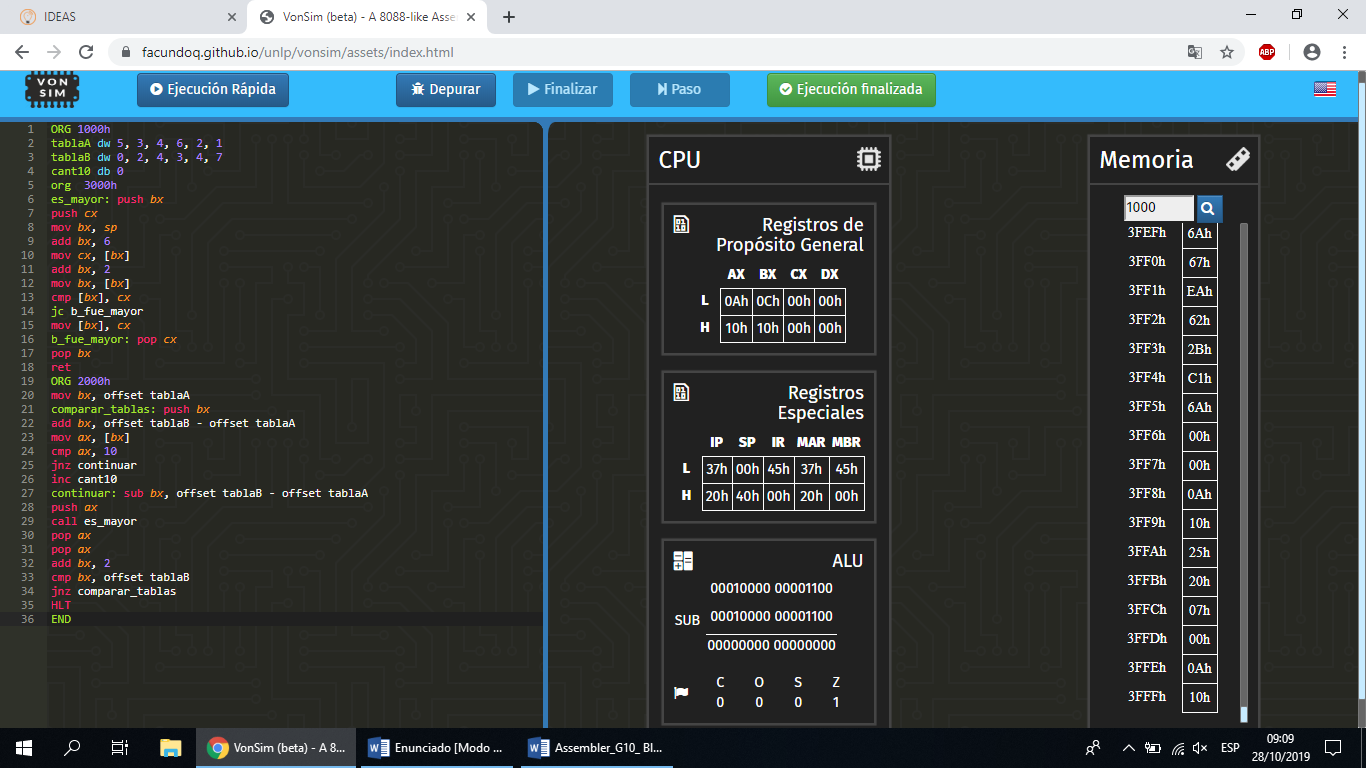 IDEAS
VonSim (beta) - A 8088-like Asse
facundoq.github.io/unlp/vonsim/assets/index.html
ABP
VON SIM
Ejecución Rápida
Depurar
Finalizar
Paso
Ejecución finalizada
1 ORG 1000h
2 tablaA dw 5, 3, 4, 6, 2, 1
3 tablaB dw 0, 2, 4, 3, 4, 7
4 cant10 db 0
5 org  3000h
6 es_mayor: push bx
7 push cx
8 mov bx, sp
9 add bx, 6
10 mov cx, [bx]
11 add bx, 2
12 mov bx, [bx]
13 cmp [bx], cx
14 jc b_fue_mayor
15 mov [bx], cx
16 b_fue_mayor: pop cx
17 pop bx
18 ret
19 ORG 2000h
20 mov bx, offset tablaA
21 comparar_tablas: push bx
22 add bx, offset tablaB - offset tablaA
23 mov ax, [bx]
24 cmp ax, 10
25 jnz continuar
26 inc cant10
27 continuar: sub bx, offset tablaB - offset tablaA
28 push ax
29 call es_mayor
30 pop ax
31 pop ax
32 add bx, 2
33 cmp bx, offset tablaB
34 jnz comparar_tablas
35 HLT
36 END
CPU
Registros de
Propósito General
AX BX CX DX
L 0Ah 0Ch 00h 00h
H 10h 10h 00h 00h
Registros
Especiales
IP SP IR MAR MBR
L 37h 00h 45h 37h 45h
H 20h 40h 00h 20h 00h
ALU
00010000 00001100
SUB 00010000 00001100
00000000 00000000
C O S Z
0 0 0 1
Memoria
1000
3FEFh 6Ah
3FF0h 67h
3FF1h EAh
3FF2h 62h
3FF3h 2Bh
3FF4h C1h
3FF5h 6Ah
3FF6h 00h
3FF7h 00h
3FF8h 0Ah
3FF9h 10h
3FFAh 25h
3FFBh 20h
3FFCh 07h
3FFDh 00h
3FFEh 0Ah
3FFFh 10h
VonSim (beta) - A 8...
Enunciado [Modo ...
Assembler_G10_ Bl...
ESP
09:09
28/10/2019